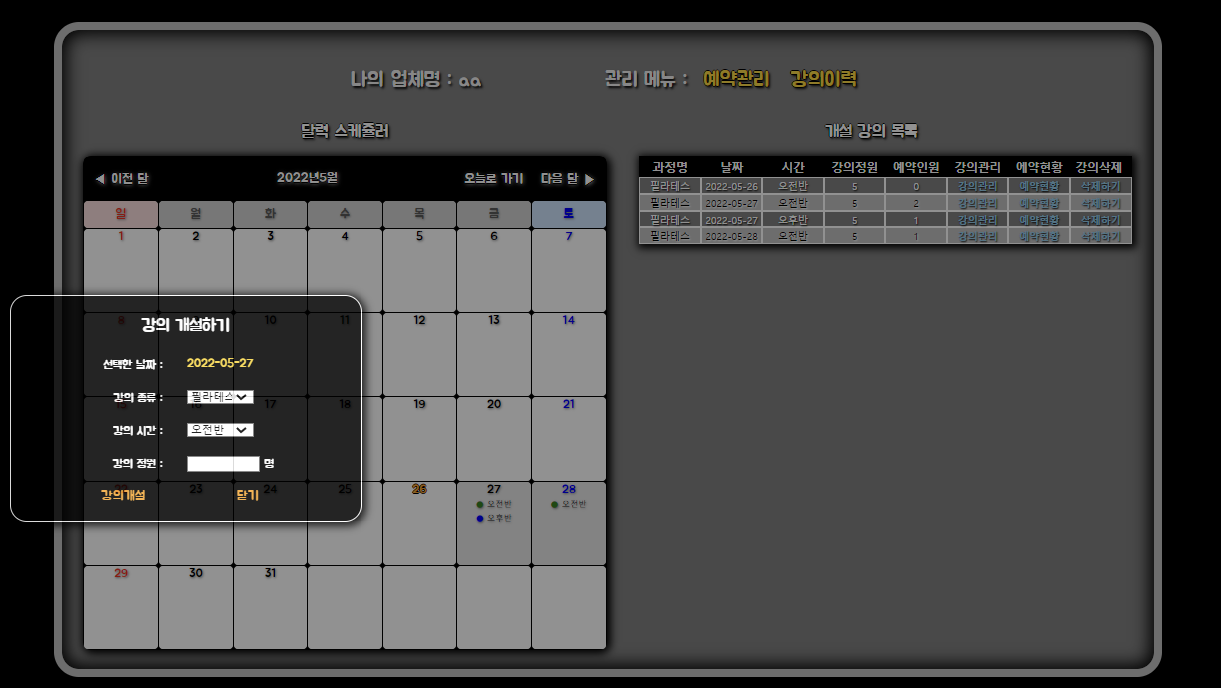 나의 업체명 : aa 관리 메뉴 : 예약관리 강의이력
달력 스케쥴러
◀ 이전 달 2022년5월 오늘로 가기 다음 달 ▶
일 월 화 수 목 금 토
1 2 3 4 5 6 7
8 10 11 12 13 14
15 16 17 18 19 20 21
22 23 24 25 26 27 28
● 오전반 ● 오전반
● 오후반
29 30 31
개설 강의 목록
과정명 날짜 시간 강의정원 예약인원 강의관리 예약현황 강의삭제
필라테스 2022-05-26 오전반 5 0 강의관리 예약현황 삭제하기
필라테스 2022-05-27 오전반 5 2 강의관리 예약현황 삭제하기
필라테스 2022-05-27 오후반 5 1 강의관리 예약현황 삭제하기
필라테스 2022-05-28 오전반 5 1 강의관리 예약현황 삭제하기
강의 개설하기
선택한 날짜 : 2022-05-27
강의 종류 : 필라테스
강의 시간 : 오전반
강의 정원 : 명
강의개설 닫기